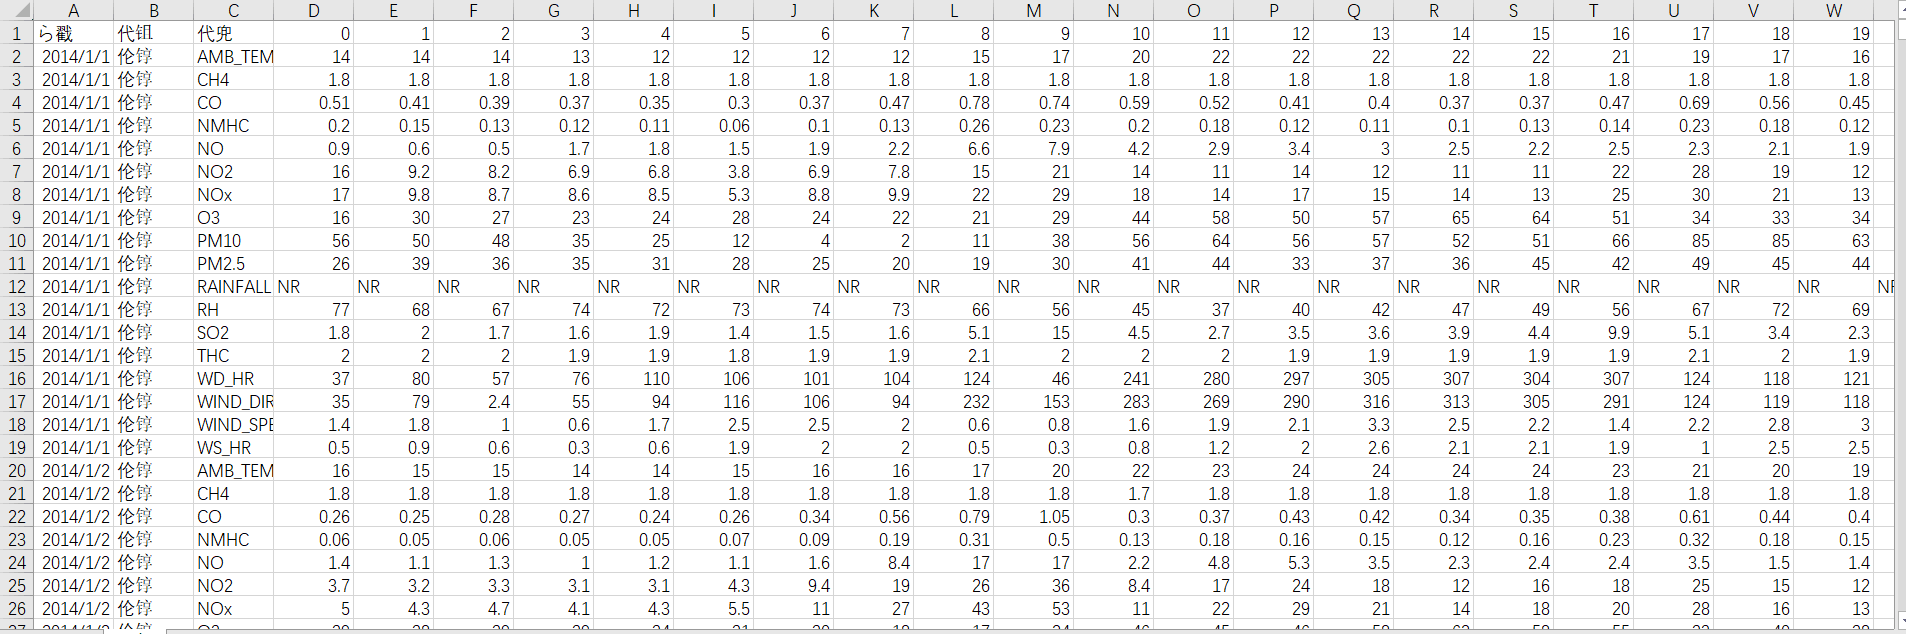 A B C D E F G H I J K L M N O P Q R S T U V W
1 ら戳 代钼 代兜 0 1 2 3 4 5 6 7 8 9 10 11 12 13 14 15 16 17 18 19
2 2014/1/1 伦锌 AMB_TEM 14 14 14 13 12 12 12 12 15 17 20 22 22 22 22 22 21 19 17 16
3 2014/1/1 伦锌 CH4 1.8 1.8 1.8 1.8 1.8 1.8 1.8 1.8 1.8 1.8 1.8 1.8 1.8 1.8 1.8 1.8 1.8 1.8 1.8 1.8
4 2014/1/1 伦锌 CO 0.51 0.41 0.39 0.37 0.35 0.3 0.37 0.47 0.78 0.74 0.59 0.52 0.41 0.4 0.37 0.37 0.47 0.69 0.56 0.45
5 2014/1/1 伦锌 NMHC 0.2 0.15 0.13 0.12 0.11 0.06 0.1 0.13 0.26 0.23 0.2 0.18 0.12 0.11 0.1 0.13 0.14 0.23 0.18 0.12
6 2014/1/1 伦锌 NO 0.9 0.6 0.5 1.7 1.8 1.5 1.9 2.2 6.6 7.9 4.2 2.9 3.4 3 2.5 2.2 2.5 2.3 2.1 1.9
7 2014/1/1 伦锌 NO2 16 9.2 8.2 6.9 6.8 3.8 6.9 7.8 15 21 14 11 14 12 11 11 22 28 19 12
8 2014/1/1 伦锌 NOx 17 9.8 8.7 8.6 8.5 5.3 8.8 9.9 22 29 18 14 17 15 14 13 25 30 21 13
9 2014/1/1 伦锌 O3 16 30 27 23 24 28 24 22 21 29 44 58 50 57 65 64 51 34 33 34
10 2014/1/1 伦锌 PM10 56 50 48 35 25 12 4 2 11 38 56 64 56 57 52 51 66 85 85 63
11 2014/1/1 伦锌 PM2.5 26 39 36 35 31 28 25 20 19 30 41 44 33 37 36 45 42 49 45 44
12 2014/1/1 伦锌 RAINFALL NR NR NR NR NR NR NR NR NR NR NR NR NR NR NR NR NR NR NR NR
13 2014/1/1 伦锌 RH 77 68 67 74 72 73 74 73 66 56 45 37 40 42 47 49 56 67 72 69
14 2014/1/1 伦锌 SO2 1.8 2 1.7 1.6 1.9 1.4 1.5 1.6 5.1 15 4.5 2.7 3.5 3.6 3.9 4.4 9.9 5.1 3.4 2.3
15 2014/1/1 伦锌 THC 2 2 2 1.9 1.9 1.8 1.9 1.9 2.1 2 2 2 1.9 1.9 1.9 1.9 1.9 2.1 2 1.9
16 2014/1/1 伦锌 WD_HR 37 80 57 76 110 106 101 104 124 46 241 280 297 305 307 304 307 124 118 121
17 2014/1/1 伦锌 WIND_DIR 35 79 2.4 55 94 116 106 94 232 153 283 269 290 316 313 305 291 124 119 118
18 2014/1/1 伦锌 WIND_SPE 1.4 1.8 1 0.6 1.7 2.5 2.5 2 0.6 0.8 1.6 1.9 2.1 3.3 2.5 2.2 1.4 2.2 2.8 3
19 2014/1/1 伦锌 WS_HR 0.5 0.9 0.6 0.3 0.6 1.9 2 2 0.5 0.3 0.8 1.2 2 2.6 2.1 2.1 1.9 1 2.5 2.5
20 2014/1/2 伦锌 AMB_TEM 16 15 15 14 14 15 16 16 17 20 22 23 24 24 24 24 23 21 20 19
21 2014/1/2 伦锌 CH4 1.8 1.8 1.8 1.8 1.8 1.8 1.8 1.8 1.8 1.8 1.7 1.8 1.8 1.8 1.8 1.8 1.8 1.8 1.8 1.8
22 2014/1/2 伦锌 CO 0.26 0.25 0.28 0.27 0.24 0.26 0.34 0.56 0.79 1.05 0.3 0.37 0.43 0.42 0.34 0.35 0.38 0.61 0.44 0.4
23 2014/1/2 伦锌 NMHC 0.06 0.05 0.06 0.05 0.05 0.07 0.09 0.19 0.31 0.5 0.13 0.18 0.16 0.15 0.12 0.16 0.23 0.32 0.18 0.15
24 2014/1/2 伦锌 NO 1.4 1.1 1.3 1 1.2 1.1 1.6 8.4 17 17 2.2 4.8 5.3 3.5 2.3 2.4 2.4 3.5 1.5 1.4
25 2014/1/2 伦锌 NO2 3.7 3.2 3.3 3.1 3.1 4.3 9.4 19 26 36 8.4 17 24 18 12 16 18 25 15 12
26 2014/1/2 伦锌 NOx 5 4.3 4.7 4.1 4.3 5.5 11 27 43 53 11 22 29 21 14 18 20 28 16 13